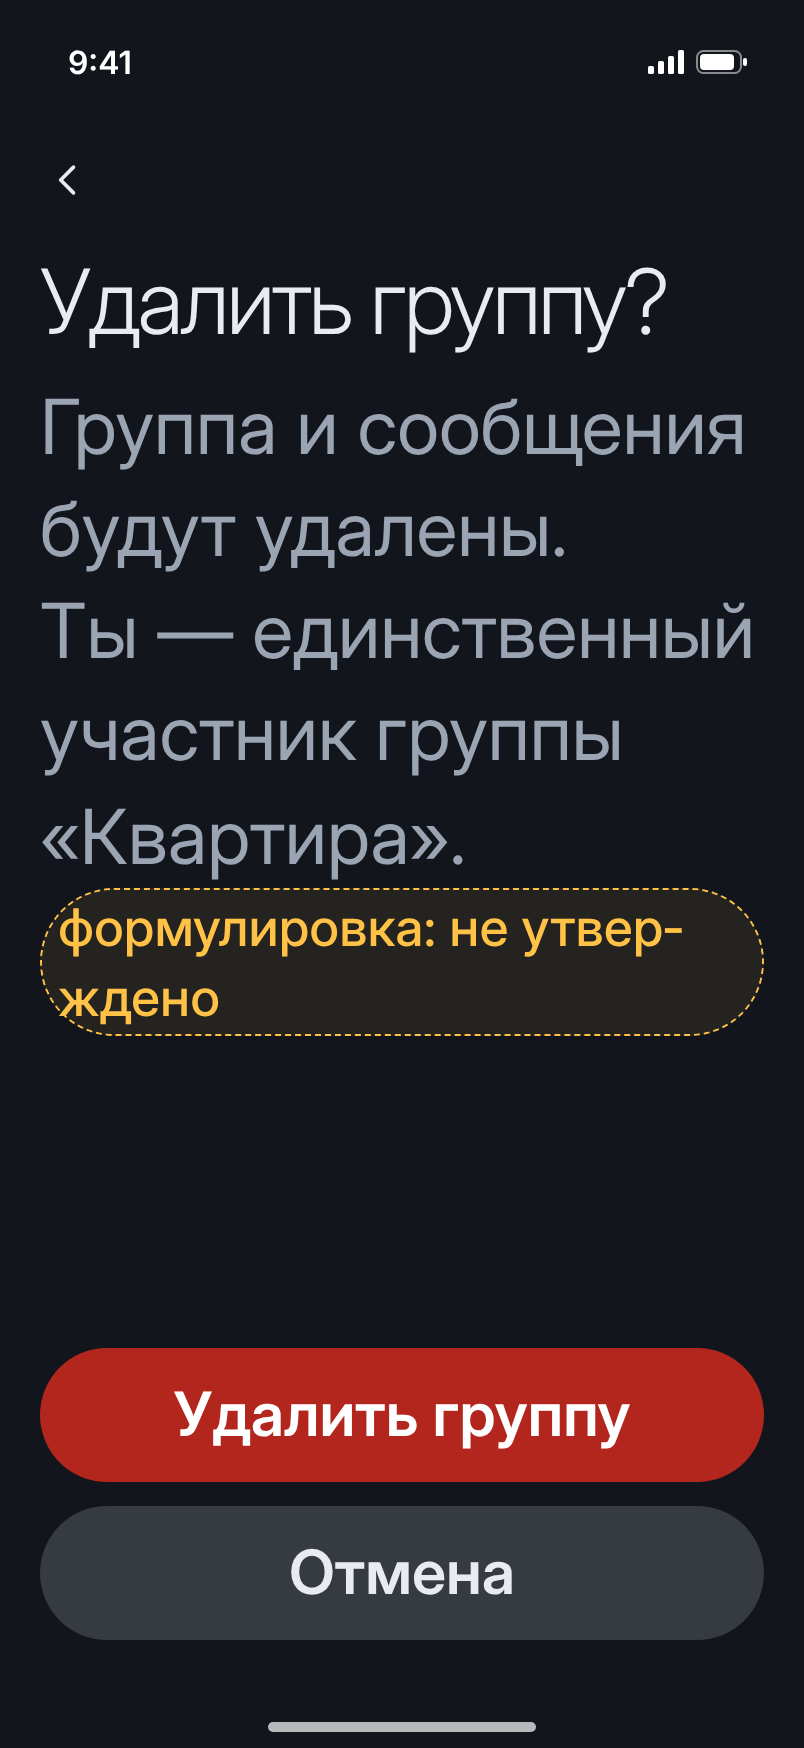 9:41
Удалить группу?
Группа и сообщения
будут удалены.
Ты — единственный
участник группы
«Квартира».
формулировка: не утвер-
ждено
Удалить группу
Отмена